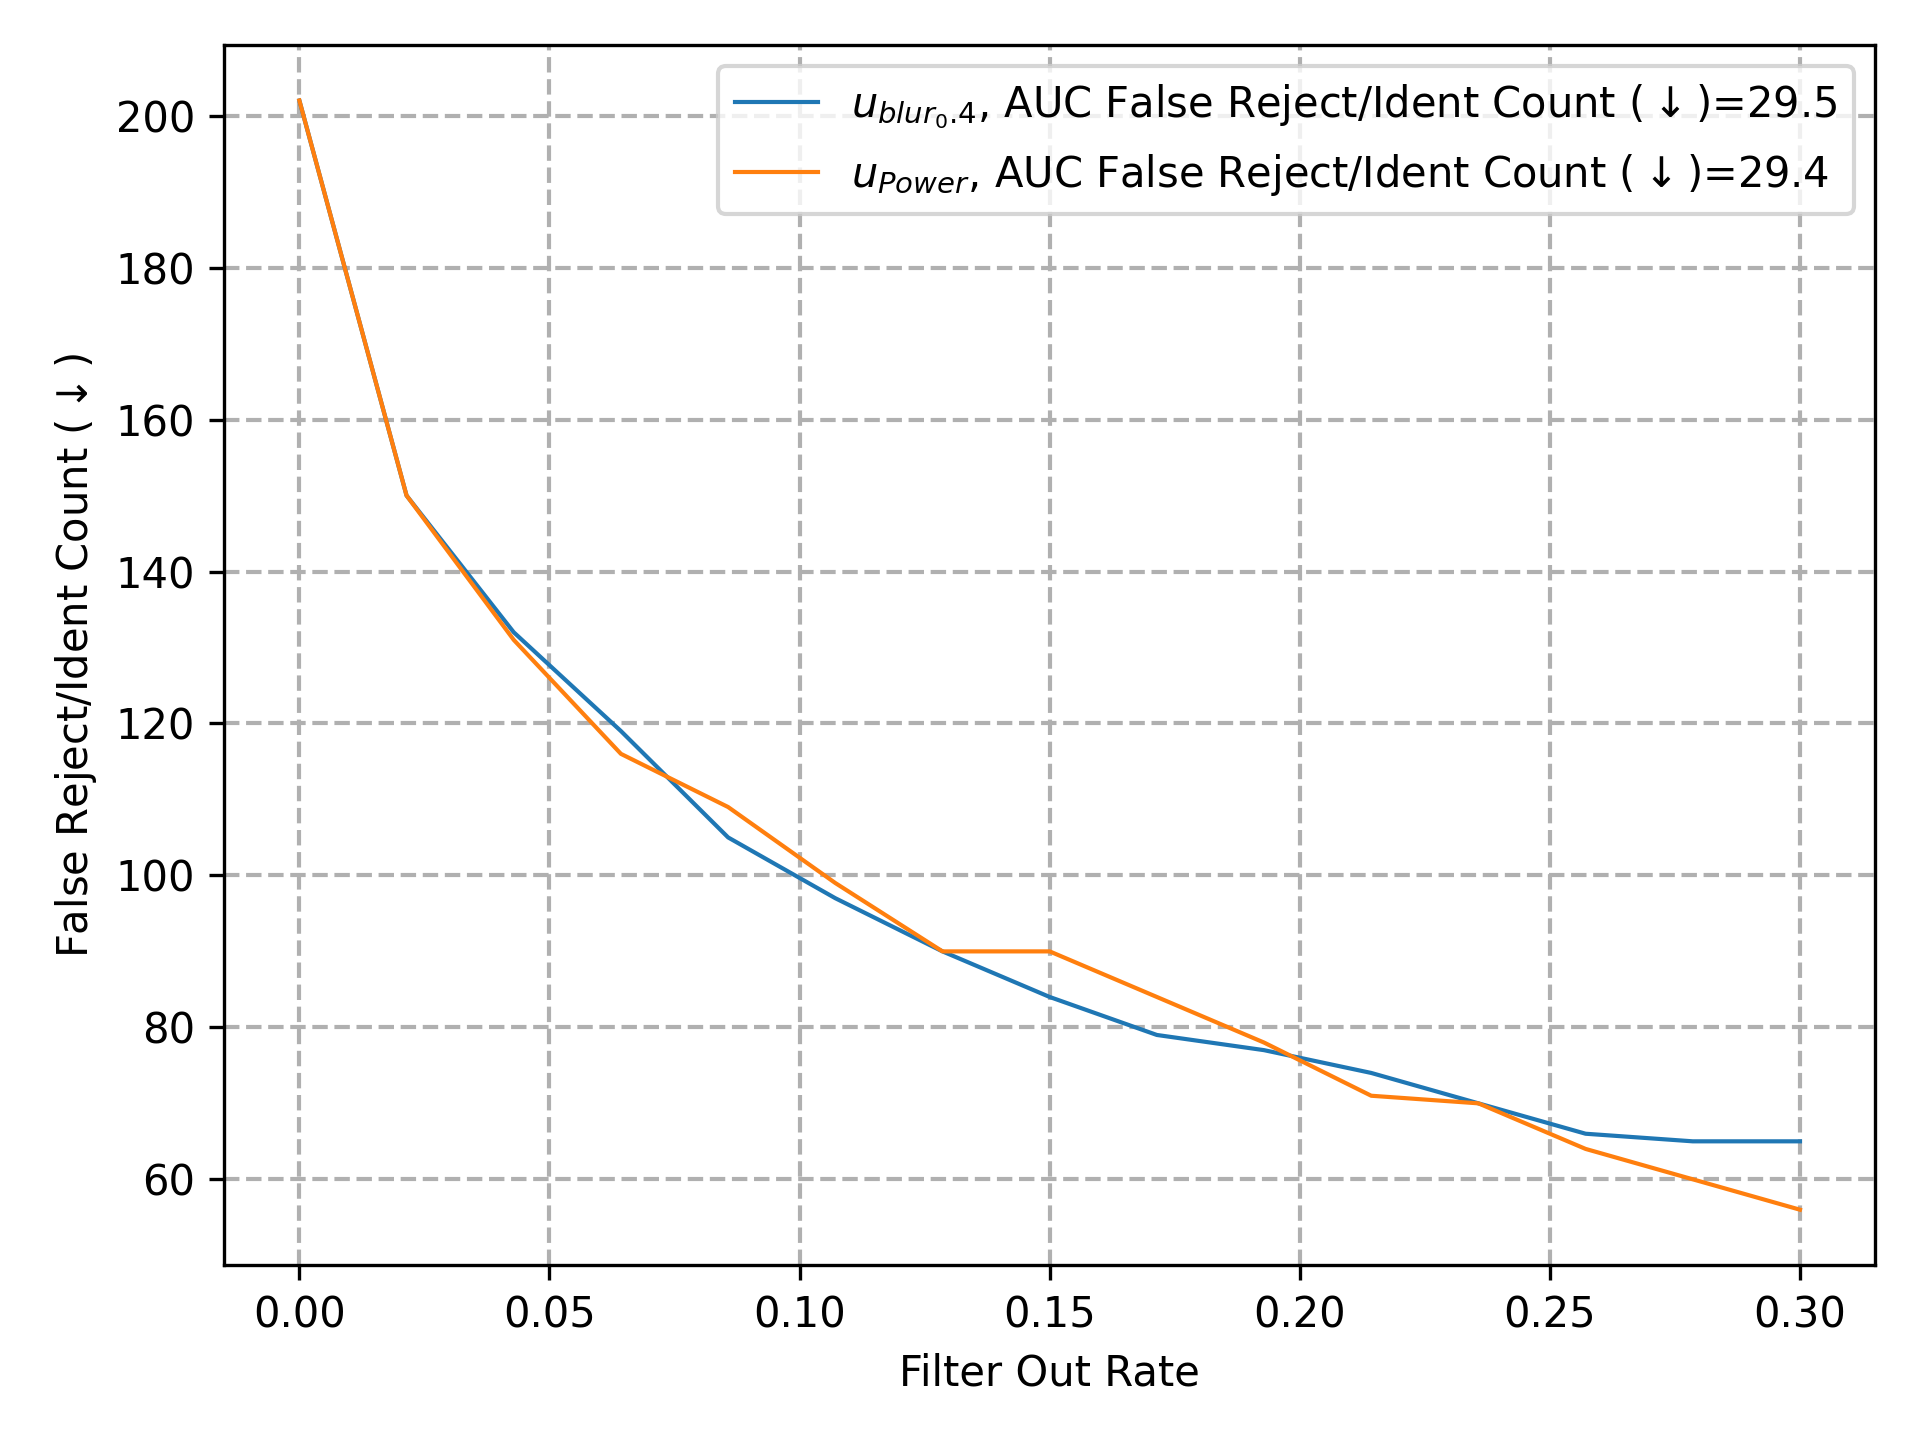 u_{blur_0.4}, AUC False Reject/Ident Count (↓)=29.5
u_{Power}, AUC False Reject/Ident Count (↓)=29.4
False Reject/Ident Count (↓)
200
180
160
140
120
100
80
60
0.00 0.05 0.10 0.15 0.20 0.25 0.30
Filter Out Rate